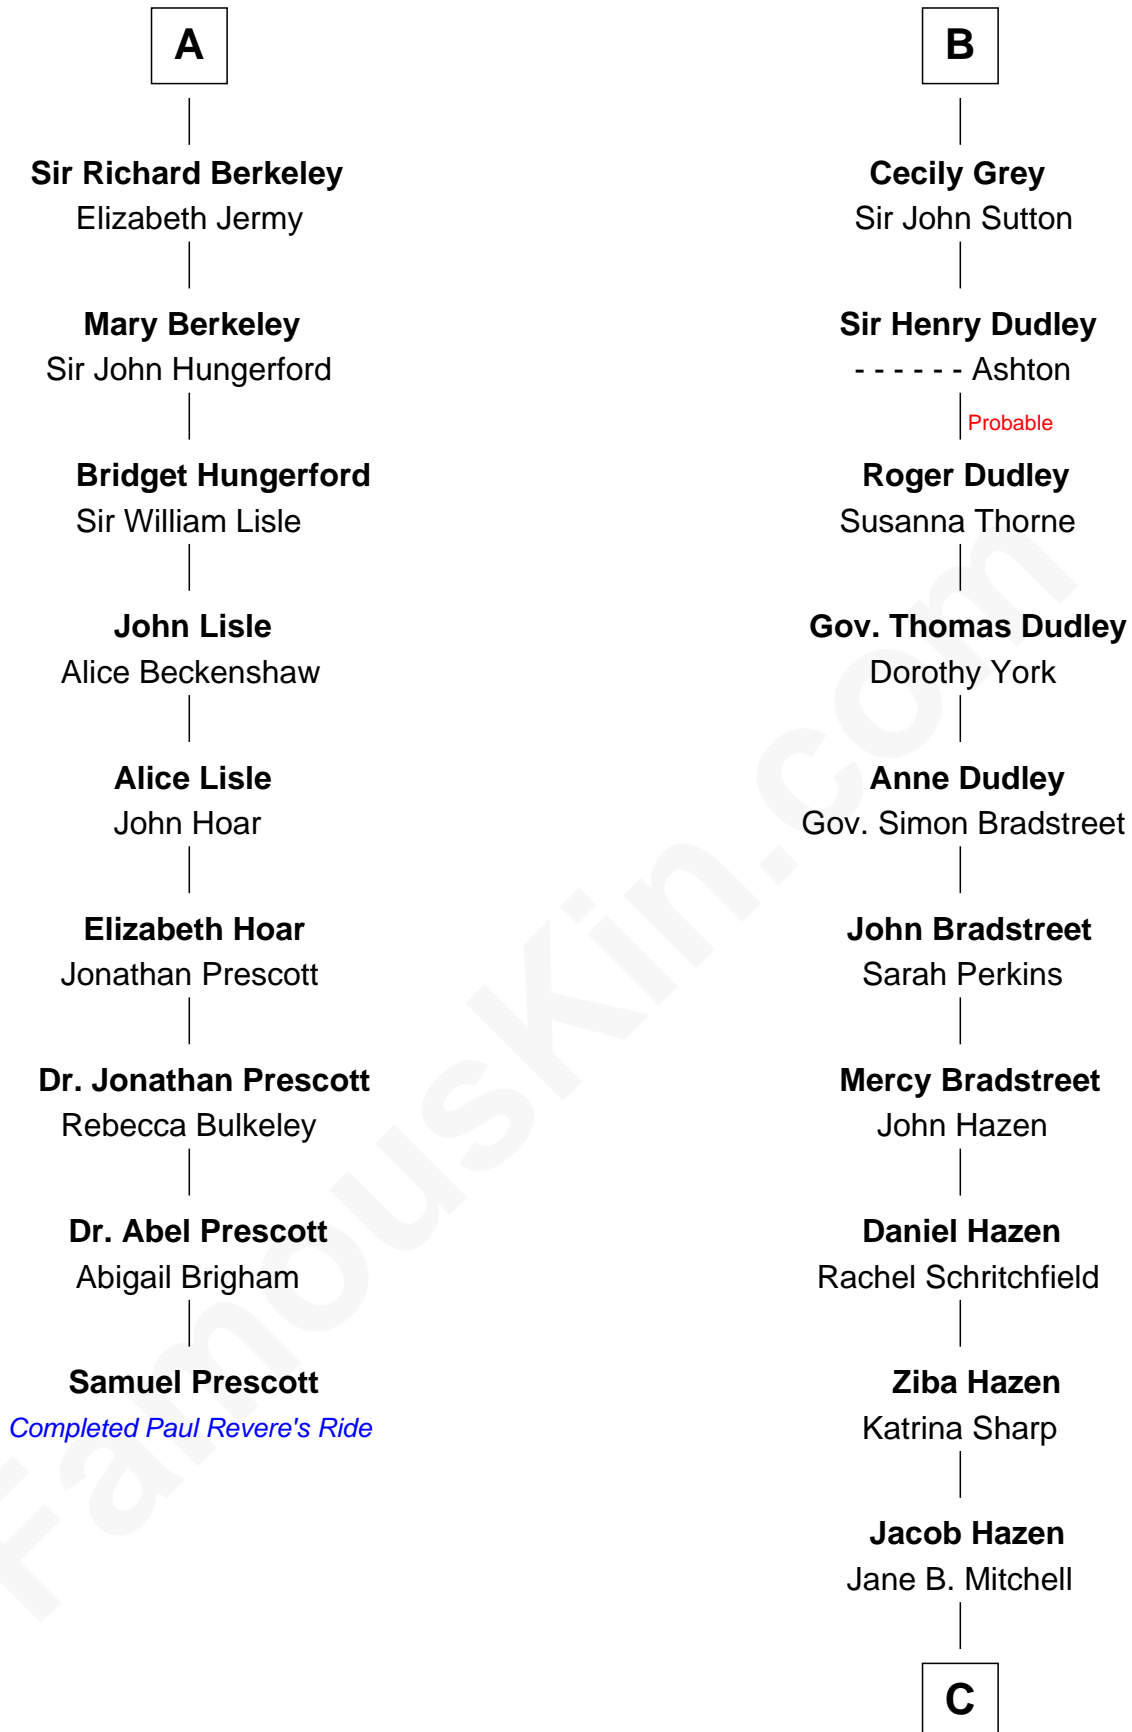 A
Sir Richard Berkeley
Elizabeth Jermy
Mary Berkeley
Sir John Hungerford
Bridget Hungerford
Sir William Lisle
John Lisle
Alice Beckenshaw
Alice Lisle
John Hoar
Elizabeth Hoar
Jonathan Prescott
Dr. Jonathan Prescott
Rebecca Bulkeley
Dr. Abel Prescott
Abigail Brigham
Samuel Prescott
Completed Paul Revere's Ride
B
Cecily Grey
Sir John Sutton
Sir Henry Dudley
- - - - - - Ashton
Probable
Roger Dudley
Susanna Thorne
Gov. Thomas Dudley
Dorothy York
Anne Dudley
Gov. Simon Bradstreet
John Bradstreet
Sarah Perkins
Mercy Bradstreet
John Hazen
Daniel Hazen
Rachel Schritchfield
Ziba Hazen
Katrina Sharp
Jacob Hazen
Jane B. Mitchell
C
FamousKin.com